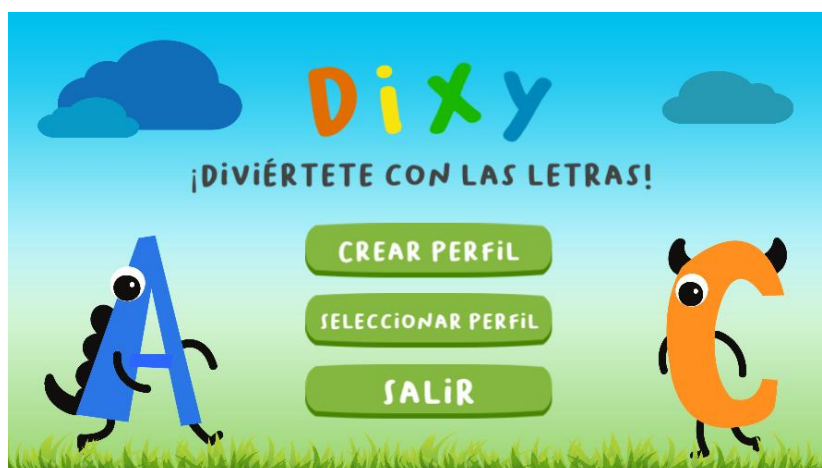 DiXy
¡DiViÉRTETE CON LAS LETRAS!
CREAR PERFiL
SELECCiONAR PERFiL
SALiR
A
C